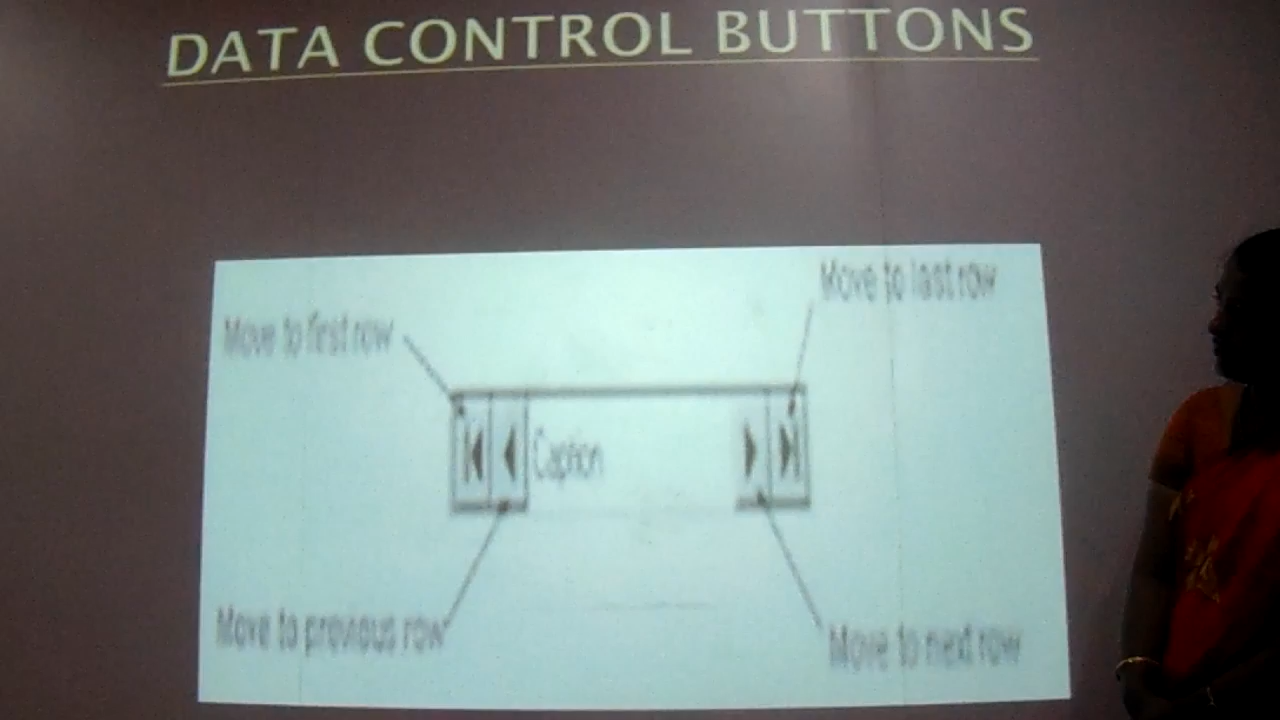 DATA CONTROL BUTTONS
Move to last row
Move to first row
Caption
Move to previous row
Move to next row